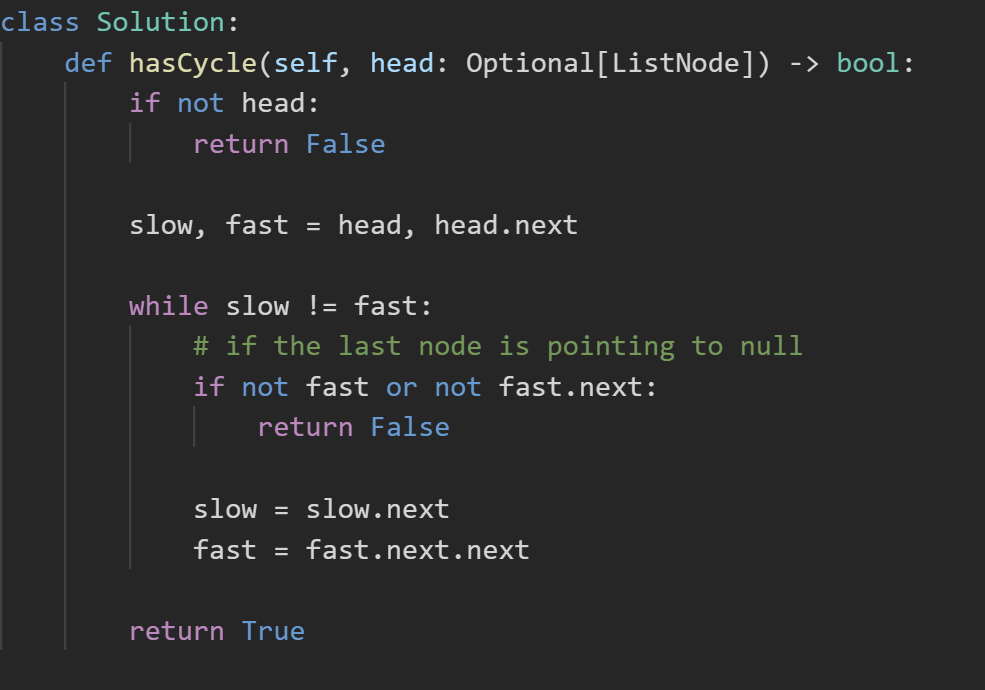 class Solution:
    def hasCycle(self, head: Optional[ListNode]) -> bool:
        if not head:
            return False

        slow, fast = head, head.next

        while slow != fast:
            # if the last node is pointing to null
            if not fast or not fast.next:
                return False

            slow = slow.next
            fast = fast.next.next

        return True